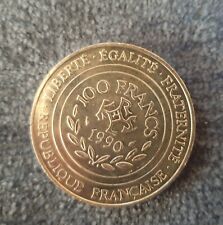 LIBERTÉ · ÉGALITÉ · FRATERNITÉ
RÉPUBLIQUE FRANÇAISE
100 FRANCS
1990